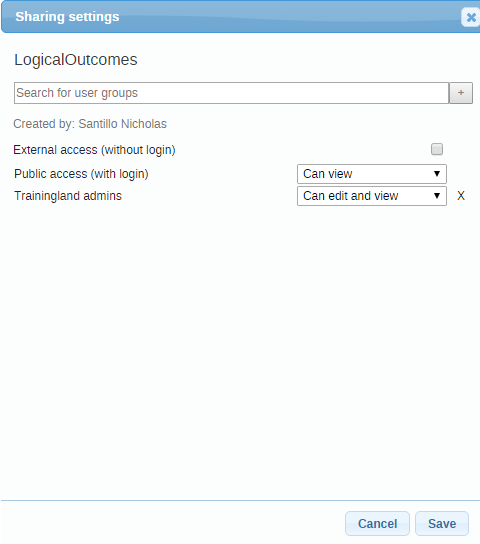 Sharing settings
LogicalOutcomes
Search for user groups +
Created by: Santillo Nicholas
External access (without login)
Public access (with login) Can view
Trainingland admins Can edit and view X
Cancel Save